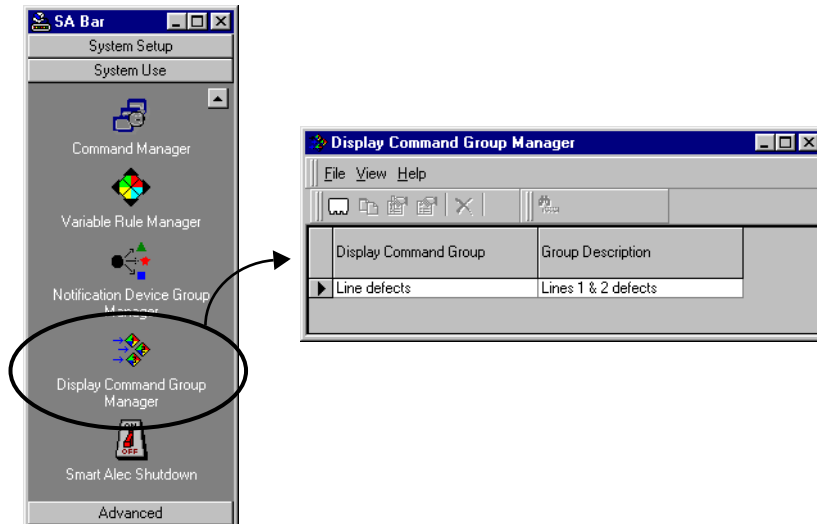 SA Bar
System Setup
System Use
Command Manager
Variable Rule Manager
Notification Device Group
Manager
Display Command Group
Manager
ON
OFF
Smart Alec Shutdown
Advanced
Display Command Group Manager
File View Help
Display Command Group Group Description
Line defects Lines 1 & 2 defects